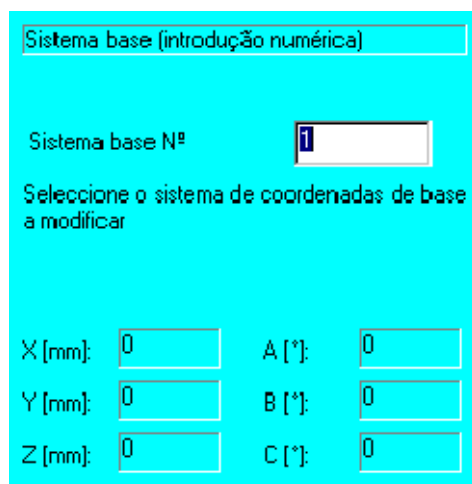 Sistema base (introdução numérica)
Sistema base Nº 1
Seleccione o sistema de coordenadas de base
a modificar
X [mm]: 0 A [°]: 0
Y [mm]: 0 B [°]: 0
Z [mm]: 0 C [°]: 0